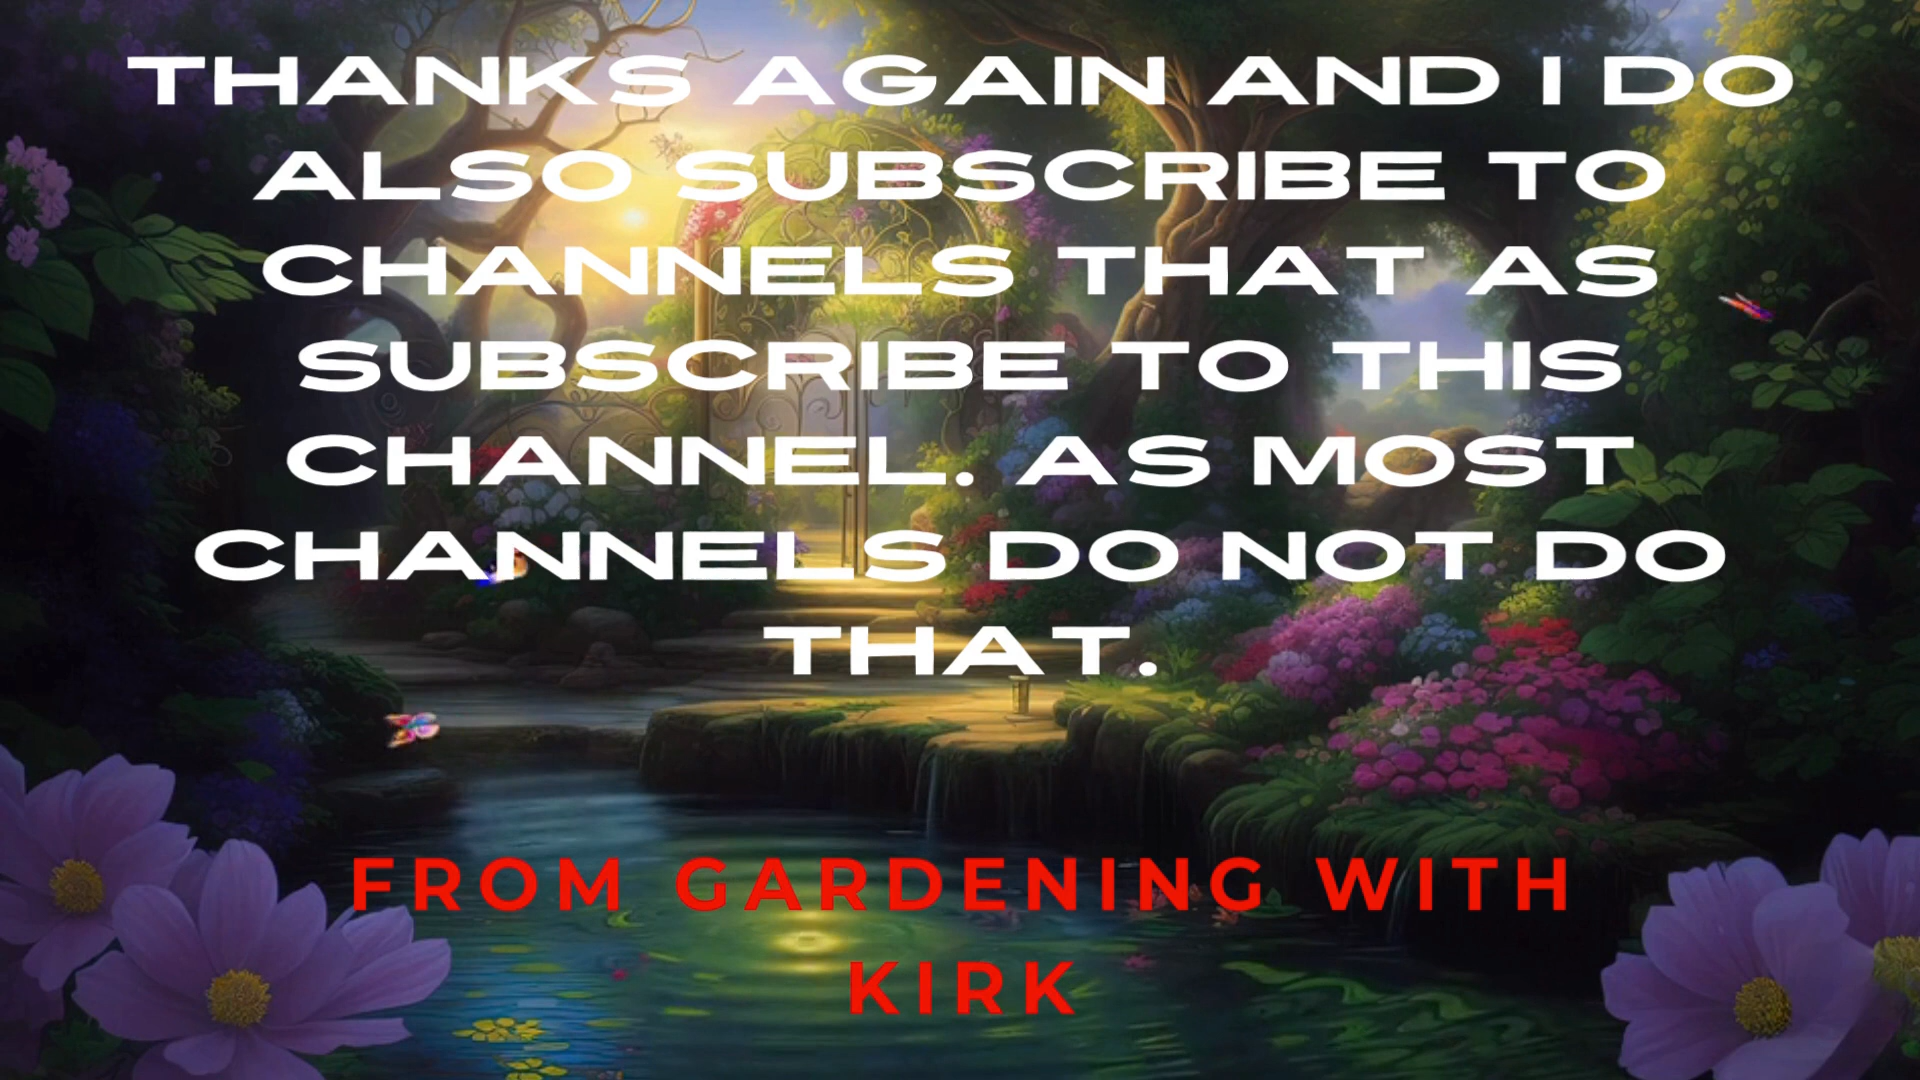 THANKS AGAIN AND I DO
ALSO SUBSCRIBE TO
CHANNELS THAT AS
SUBSCRIBE TO THIS
CHANNEL. AS MOST
CHANNELS DO NOT DO
THAT.
FROM GARDENING WITH
KIRK